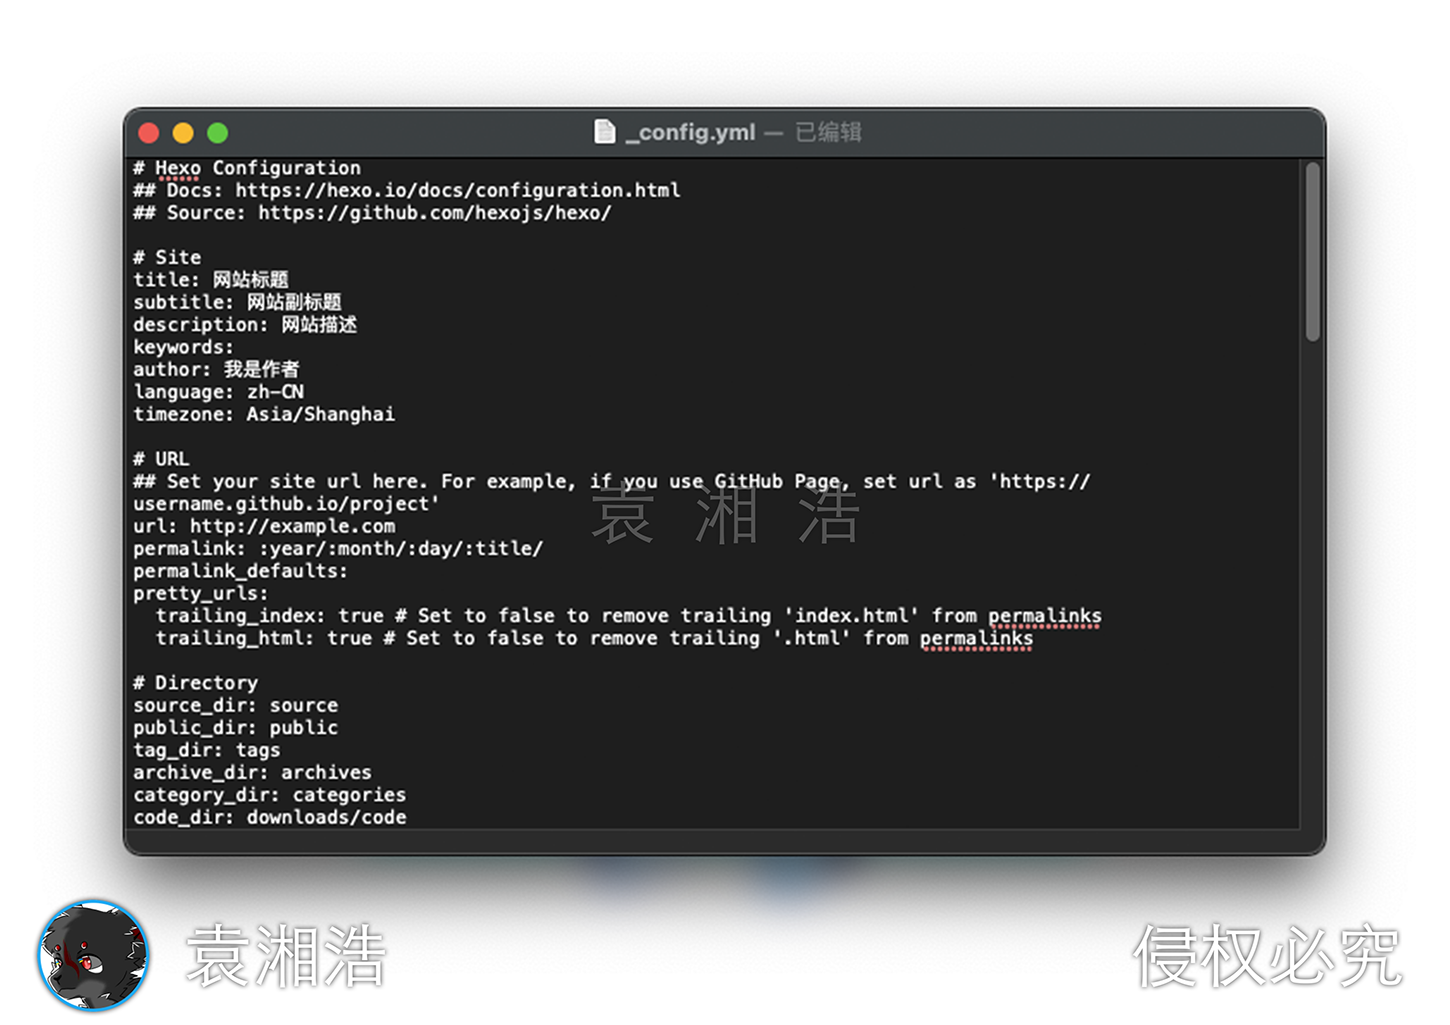 _config.yml — 已编辑
# Hexo Configuration
## Docs: https://hexo.io/docs/configuration.html
## Source: https://github.com/hexojs/hexo/
# Site
title: 网站标题
subtitle: 网站副标题
description: 网站描述
keywords:
author: 我是作者
language: zh-CN
timezone: Asia/Shanghai
# URL
## Set your site url here. For example, if you use GitHub Page, set url as 'https://
username.github.io/project'
url: http://example.com
permalink: :year/:month/:day/:title/
permalink_defaults:
pretty_urls:
  trailing_index: true # Set to false to remove trailing 'index.html' from permalinks
  trailing_html: true # Set to false to remove trailing '.html' from permalinks
# Directory
source_dir: source
public_dir: public
tag_dir: tags
archive_dir: archives
category_dir: categories
code_dir: downloads/code
袁湘浩
袁湘浩
侵权必究